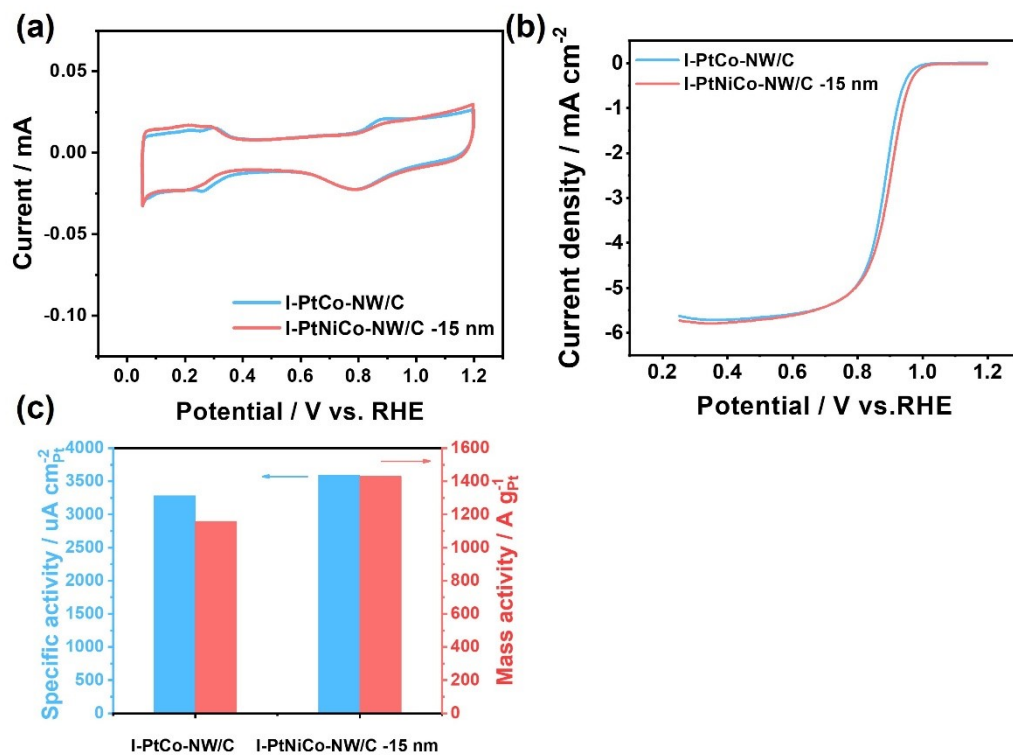 (a)
0.05
0.00
-0.05
-0.10
Current / mA
I-PtCo-NW/C
I-PtNiCo-NW/C -15 nm
0.0 0.2 0.4 0.6 0.8 1.0 1.2
Potential / V vs. RHE
(b)
0
-1
-2
-3
-4
-5
-6
Current density / mA cm-2
I-PtCo-NW/C
I-PtNiCo-NW/C -15 nm
0.2 0.4 0.6 0.8 1.0 1.2
Potential / V vs.RHE
(c)
4000
3500
3000
2500
2000
1500
1000
500
0
Specific activity / uA cm-2Pt
1600
1400
1200
1000
800
600
400
200
0
Mass activity / A g-1Pt
I-PtCo-NW/C I-PtNiCo-NW/C -15 nm